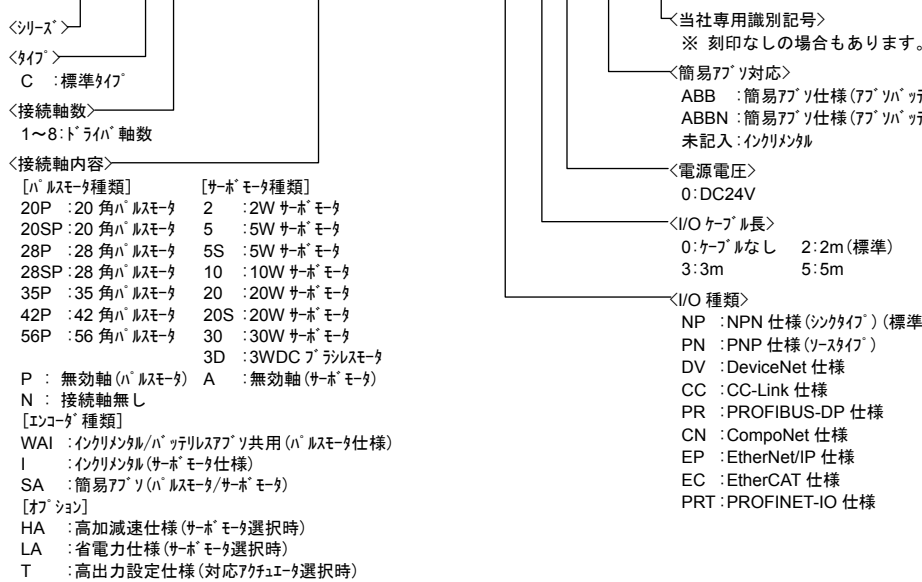 <シリーズ>
<タイプ>
C :標準タイプ
<接続軸数>
1～8:ドライバ軸数
<接続軸内容>
[パルスモータ種類] [サーボモータ種類]
20P :20 角パルスモータ 2 :2W サーボモータ
20SP :20 角パルスモータ 5 :5W サーボモータ
28P :28 角パルスモータ 5S :5W サーボモータ
28SP :28 角パルスモータ 10 :10W サーボモータ
35P :35 角パルスモータ 20 :20W サーボモータ
42P :42 角パルスモータ 20S :20W サーボモータ
56P :56 角パルスモータ 30 :30W サーボモータ
3D :3WDC ブラシレスモータ
P : 無効軸(パルスモータ) A :無効軸(サーボモータ)
N : 接続軸無し
[エンコーダ種類]
WAI :インクリメンタル/バッテリレスアブソ共用(パルスモータ仕様)
I :インクリメンタル(サーボモータ仕様)
SA :簡易アブソ(パルスモータ/サーボモータ)
[オプション]
HA :高加減速仕様(サーボモータ選択時)
LA :省電力仕様(サーボモータ選択時)
T :高出力設定仕様(対応アクチュエータ選択時)
<当社専用識別記号>
※ 刻印なしの場合もあります。
<簡易アブソ対応>
ABB :簡易アブソ仕様(アブソバッテ
ABBN :簡易アブソ仕様(アブソバッテ
未記入:インクリメンタル
<電源電圧>
0:DC24V
<I/O ケーブル長>
0:ケーブルなし 2:2m(標準)
3:3m 5:5m
<I/O 種類>
NP :NPN 仕様(シンクタイプ)(標準
PN :PNP 仕様(ソースタイプ)
DV :DeviceNet 仕様
CC :CC-Link 仕様
PR :PROFIBUS-DP 仕様
CN :CompoNet 仕様
EP :EtherNet/IP 仕様
EC :EtherCAT 仕様
PRT :PROFINET-IO 仕様